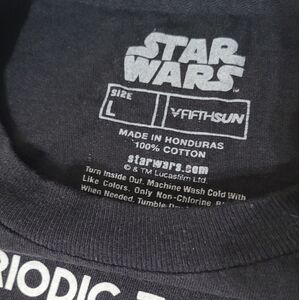 STAR
WARS
SIZE
L
FIFTHSUN
MADE IN HONDURAS
100% COTTON
starwars.com
© & TM Lucasfilm Ltd.
Turn Inside Out. Machine Wash Cold With
Like Colors. Only Non-Chlorine
When Needed. Tumble
RIODIC